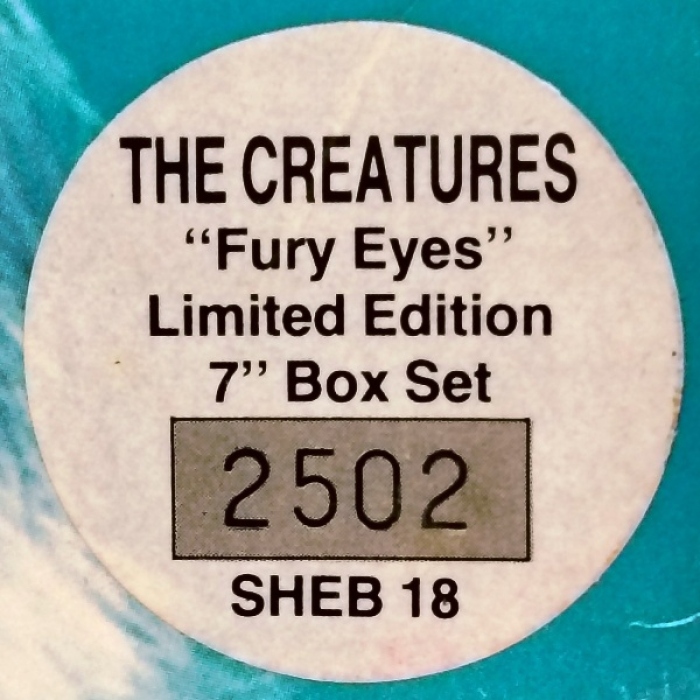 THE CREATURES
“Fury Eyes”
Limited Edition
7” Box Set
2502
SHEB 18